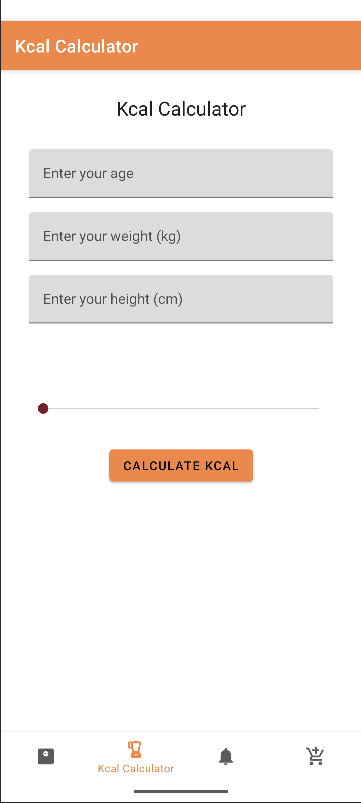 Kcal Calculator
Kcal Calculator
Enter your age
Enter your weight (kg)
Enter your height (cm)
CALCULATE KCAL
Kcal Calculator